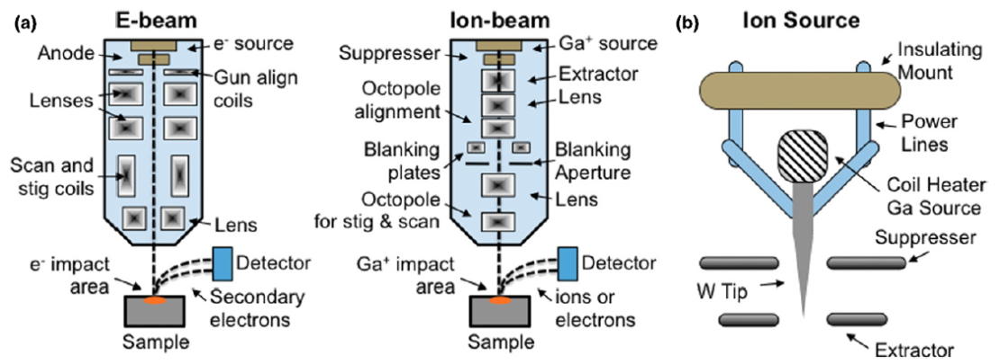 (a)
E-beam
Anode
e⁻ source
Gun align
coils
Lenses
Scan and
stig coils
Lens
e⁻ impact
area
Detector
Secondary
electrons
Sample
Ion-beam
Suppresser
Ga⁺ source
Extractor
Lens
Octopole
alignment
Blanking
plates
Blanking
Aperture
Lens
Octopole
for stig & scan
Ga⁺ impact
area
Detector
ions or
electrons
Sample
(b)
Ion Source
Insulating
Mount
Power
Lines
Coil Heater
Ga Source
Suppresser
W Tip
Extractor